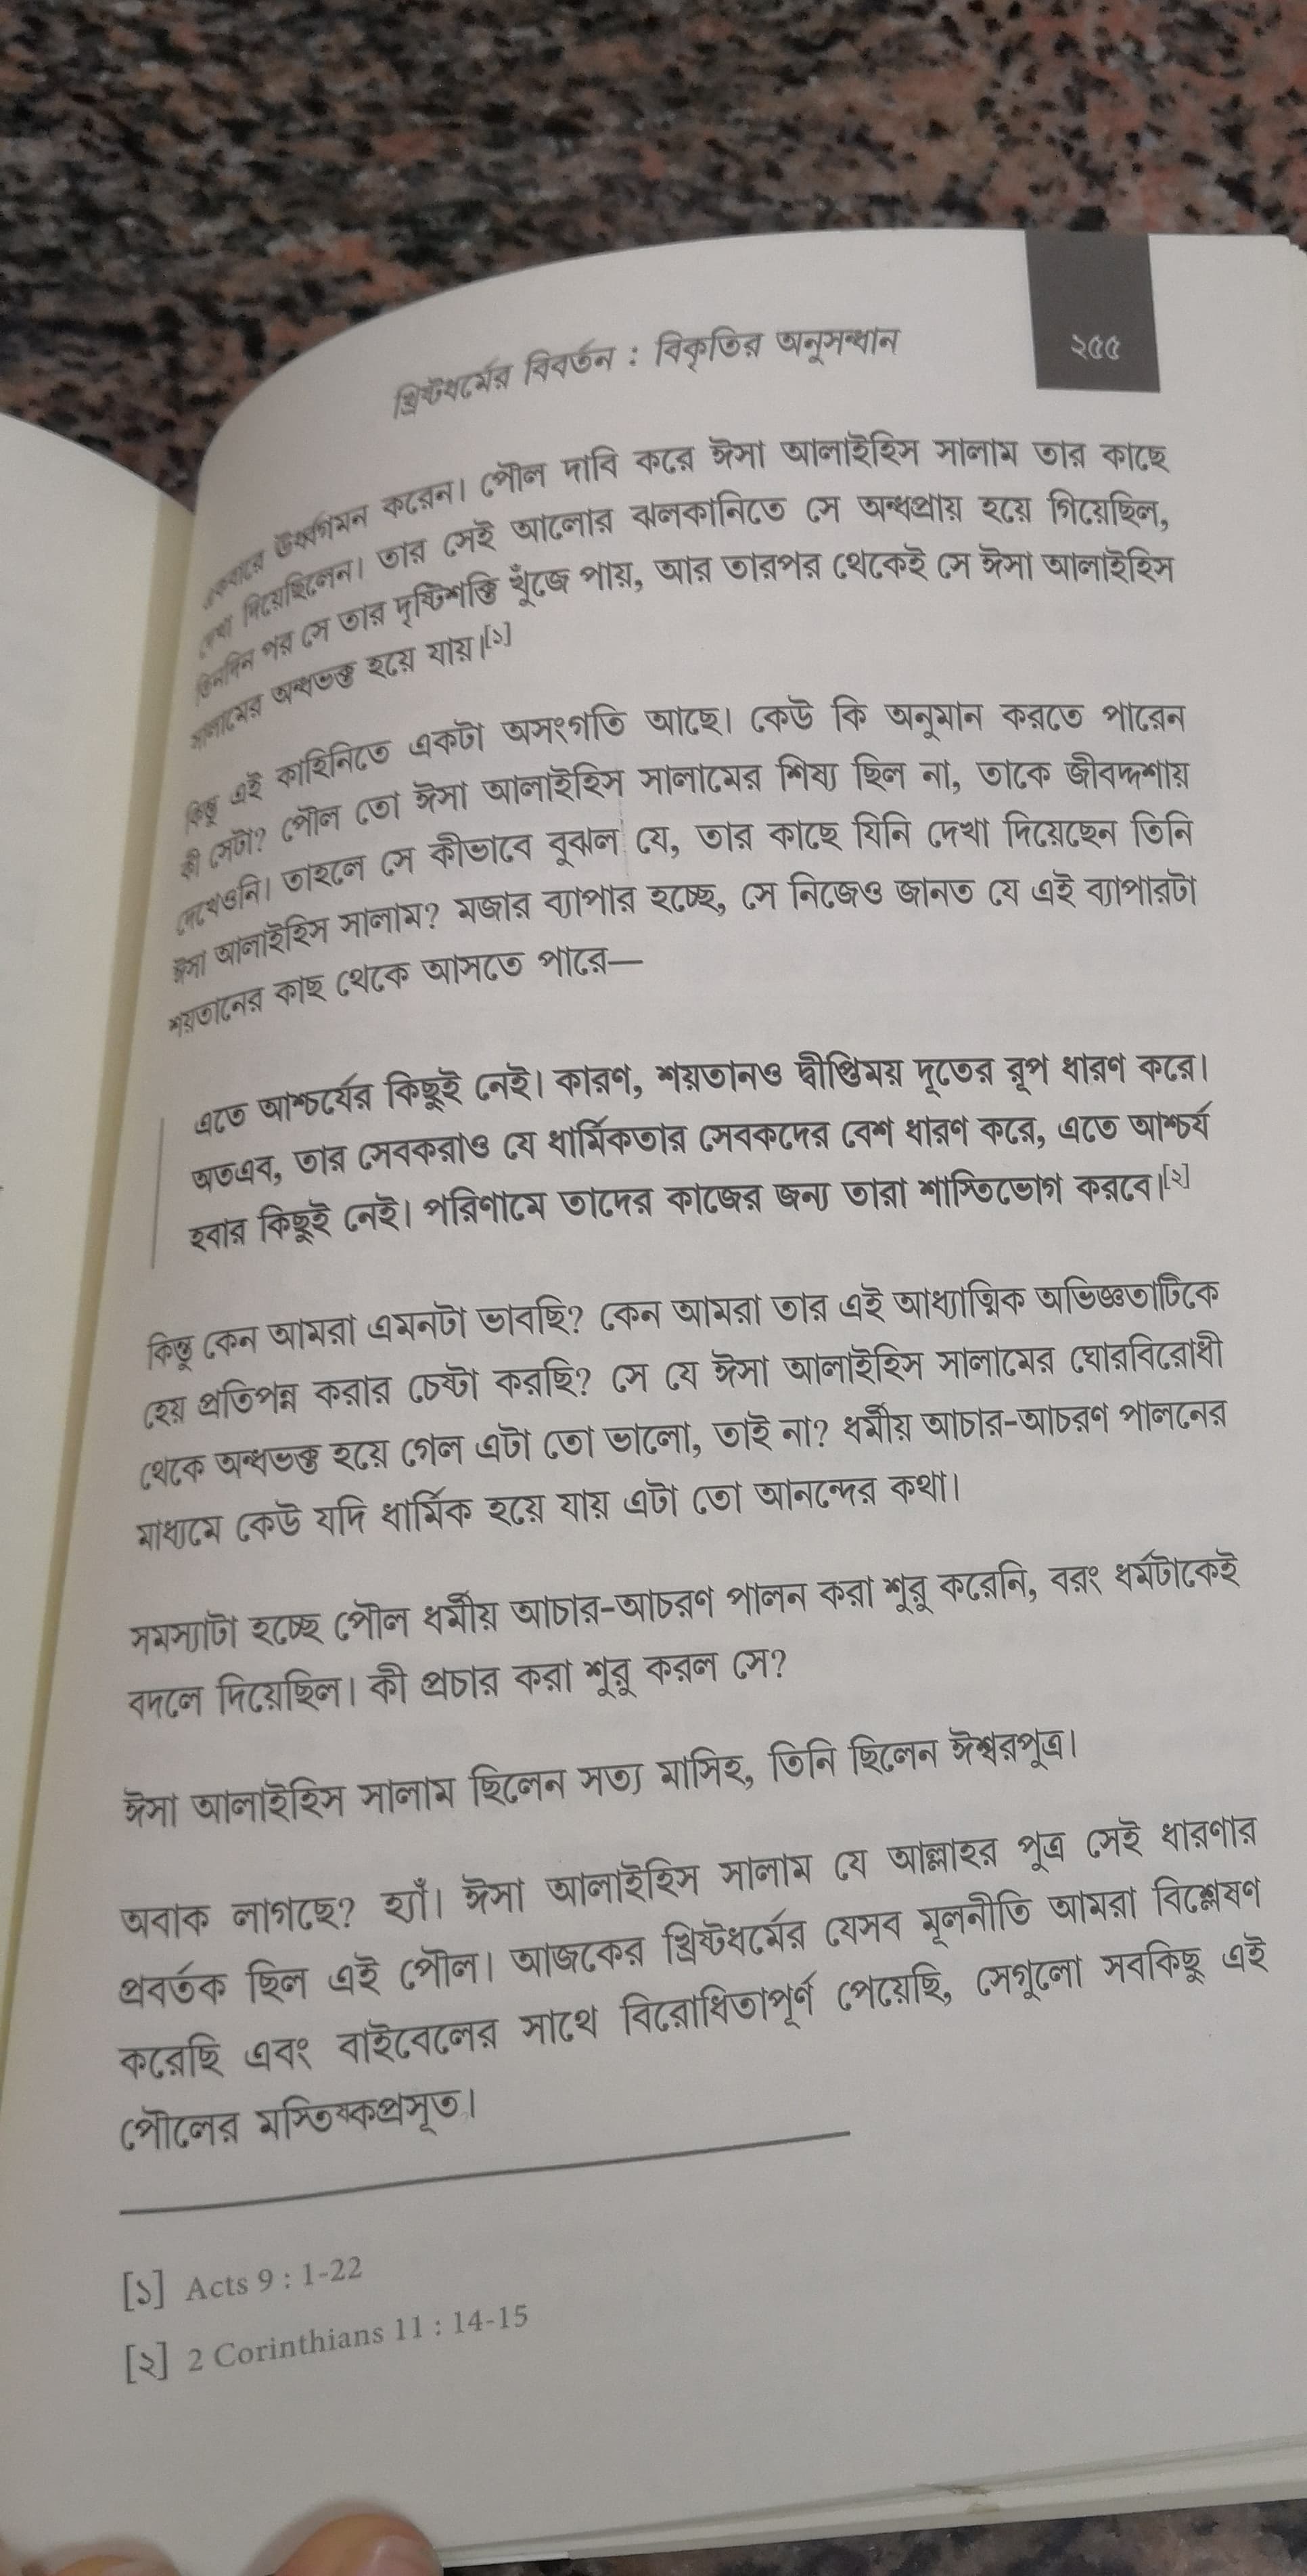 খ্রিষ্টধর্মের বিবর্তন : বিকৃতির অনুসন্ধান
২৫৫
একবারে ঊর্ধ্বগমন করেন। পৌল দাবি করে ঈসা আলাইহিস সালাম তার কাছে
দেখা দিয়েছিলেন। তার সেই আলোর ঝলকানিতে সে অন্ধপ্রায় হয়ে গিয়েছিল,
তিনদিন পর সে তার দৃষ্টিশক্তি খুঁজে পায়, আর তারপর থেকেই সে ঈসা আলাইহিস
সালামের অন্ধভক্ত হয়ে যায়।[১]
কিন্তু এই কাহিনিতে একটা অসংগতি আছে। কেউ কি অনুমান করতে পারেন
কী সেটা? পৌল তো ঈসা আলাইহিস সালামের শিষ্য ছিল না, তাকে জীবদ্দশায়
দেখেওনি। তাহলে সে কীভাবে বুঝল যে, তার কাছে যিনি দেখা দিয়েছেন তিনি
ঈসা আলাইহিস সালাম? মজার ব্যাপার হচ্ছে, সে নিজেও জানত যে এই ব্যাপারটা
শয়তানের কাছ থেকে আসতে পারে—
এতে আশ্চর্যের কিছুই নেই। কারণ, শয়তানও দ্বীপ্তিময় দূতের রূপ ধারণ করে।
অতএব, তার সেবকরাও যে ধার্মিকতার সেবকদের বেশ ধারণ করে, এতে আশ্চর্য
হবার কিছুই নেই। পরিণামে তাদের কাজের জন্য তারা শাস্তিভোগ করবে।[২]
কিন্তু কেন আমরা এমনটা ভাবছি? কেন আমরা তার এই আধ্যাত্মিক অভিজ্ঞতাটিকে
হেয় প্রতিপন্ন করার চেষ্টা করছি? সে যে ঈসা আলাইহিস সালামের ঘোরবিরোধী
থেকে অন্ধভক্ত হয়ে গেল এটা তো ভালো, তাই না? ধর্মীয় আচার-আচরণ পালনের
মাধ্যমে কেউ যদি ধার্মিক হয়ে যায় এটা তো আনন্দের কথা।
সমস্যাটা হচ্ছে পৌল ধর্মীয় আচার-আচরণ পালন করা শুরু করেনি, বরং ধর্মটাকেই
বদলে দিয়েছিল। কী প্রচার করা শুরু করল সে?
ঈসা আলাইহিস সালাম ছিলেন সত্য মাসিহ, তিনি ছিলেন ঈশ্বরপুত্র।
অবাক লাগছে? হ্যাঁ। ঈসা আলাইহিস সালাম যে আল্লাহর পুত্র সেই ধারণার
প্রবর্তক ছিল এই পৌল। আজকের খ্রিষ্টধর্মের যেসব মূলনীতি আমরা বিশ্লেষণ
করেছি এবং বাইবেলের সাথে বিরোধিতাপূর্ণ পেয়েছি, সেগুলো সবকিছু এই
পৌলের মস্তিষ্কপ্রসূত।
[১] Acts 9 : 1-22
[২] 2 Corinthians 11 : 14-15